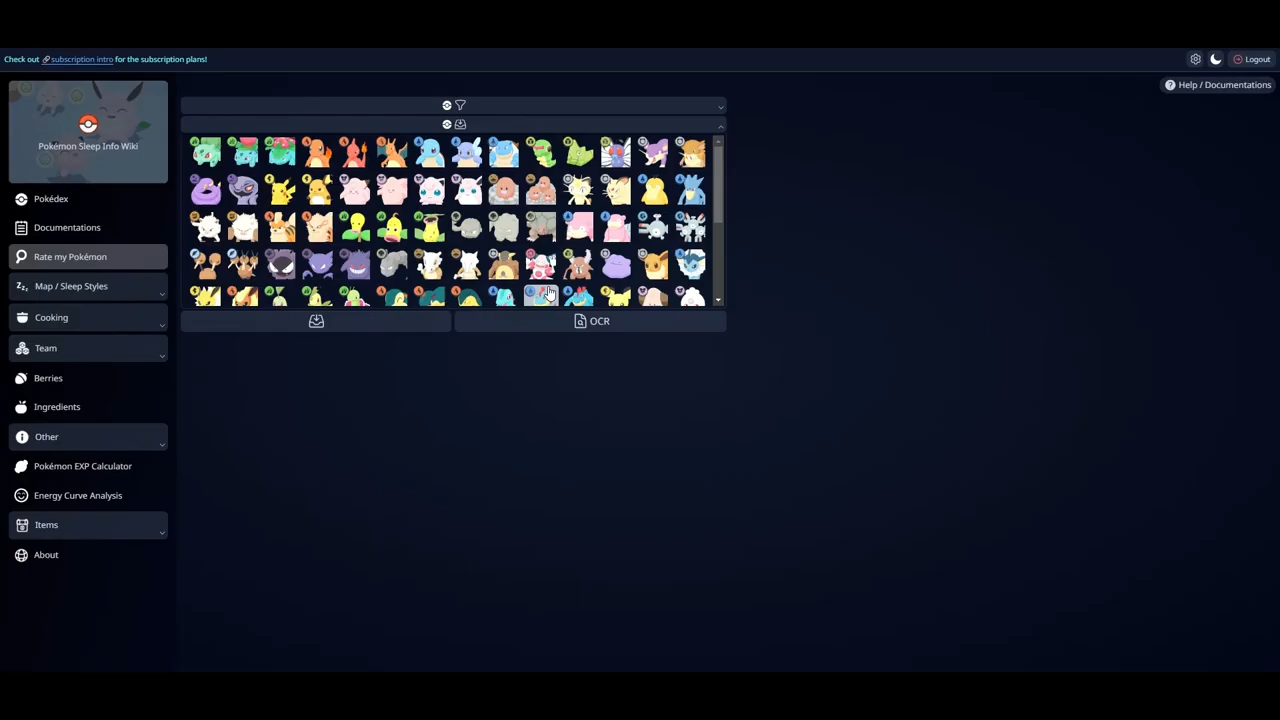 Check out subscription intro for the subscription plans!
Logout
Help / Documentations
Pokémon Sleep Info Wiki
Pokédex
Documentations
Rate my Pokémon
Map / Sleep Styles
Cooking
Team
Berries
Ingredients
Other
Pokémon EXP Calculator
Energy Curve Analysis
Items
About
OCR